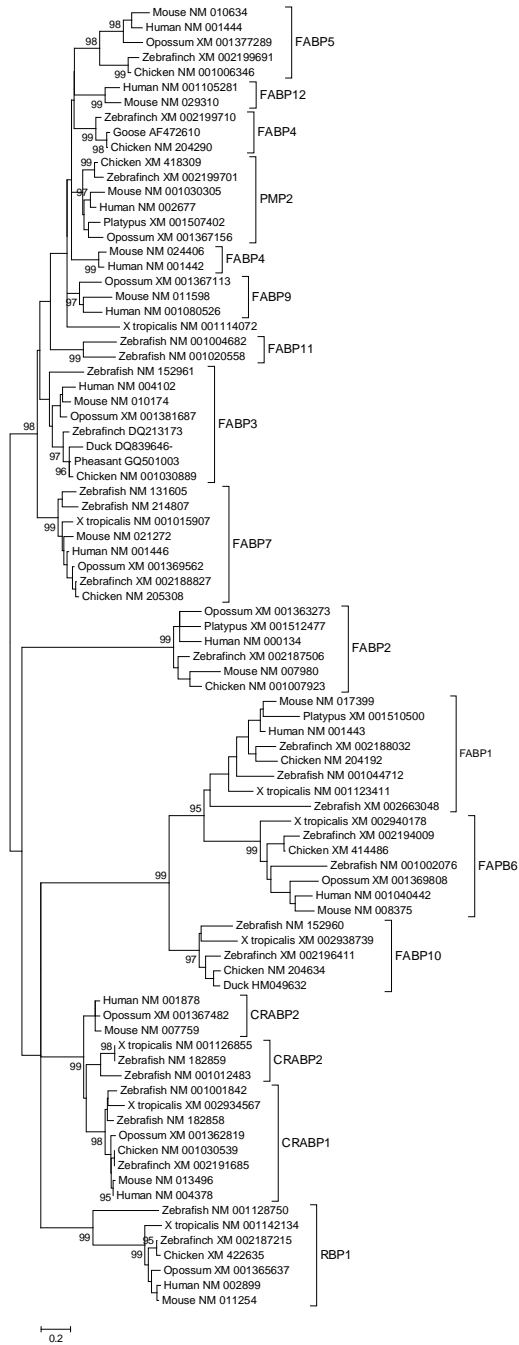 Mouse NM 010634
98
Human NM 001444
98
Opossum XM 001377289
FABP5
Zebrafinch XM 002199691
99
Chicken NM 001006346
Human NM 001105281
99
Mouse NM 029310
FABP12
Zebrafinch XM 002199710
99
Goose AF472610
FABP4
98
Chicken NM 204290
99
Chicken XM 418309
Zebrafinch XM 002199701
97
Mouse NM 001030305
Human NM 002677
PMP2
Platypus XM 001507402
Opossum XM 001367156
Mouse NM 024406
99
Human NM 001442
FABP4
Opossum XM 001367113
97
Mouse NM 011598
FABP9
Human NM 001080526
X tropicalis NM 001114072
Zebrafish NM 001004682
99
Zebrafish NM 001020558
FABP11
Zebrafish NM 152961
Human NM 004102
Mouse NM 010174
Opossum XM 001381687
98
Zebrafinch DQ213173
FABP3
Duck DQ839646-
97
Pheasant GQ501003
96
Chicken NM 001030889
Zebrafish NM 131605
Zebrafish NM 214807
99
X tropicalis NM 001015907
Mouse NM 021272
Human NM 001446
FABP7
Opossum XM 001369562
Zebrafinch XM 002188827
Chicken NM 205308
Opossum XM 001363273
Platypus XM 001512477
99
Human NM 000134
FABP2
Zebrafinch XM 002187506
Mouse NM 007980
Chicken NM 001007923
Mouse NM 017399
Platypus XM 001510500
Human NM 001443
Zebrafinch XM 002188032
FABP1
Chicken NM 204192
Zebrafish NM 001044712
X tropicalis NM 001123411
95
Zebrafish XM 002663048
X tropicalis XM 002940178
Zebrafinch XM 002194009
99
Chicken XM 414486
Zebrafish NM 001002076
FAPB6
99
Opossum XM 001369808
Human NM 001040442
Mouse NM 008375
Zebrafish NM 152960
X tropicalis XM 002938739
97
Zebrafinch XM 002196411
FABP10
Chicken NM 204634
Duck HM049632
Human NM 001878
Opossum XM 001367482
CRABP2
Mouse NM 007759
98
X tropicalis NM 001126855
99
Zebrafish NM 182859
CRABP2
Zebrafish NM 001012483
Zebrafish NM 001001842
X tropicalis XM 002934567
Zebrafish NM 182858
98
Opossum XM 001362819
Chicken NM 001030539
CRABP1
Zebrafinch XM 002191685
Mouse NM 013496
95
Human NM 004378
Zebrafish NM 001128750
X tropicalis NM 001142134
99
95
Zebrafinch XM 002187215
99
Chicken XM 422635
RBP1
Opossum XM 001365637
Human NM 002899
Mouse NM 011254
0.2